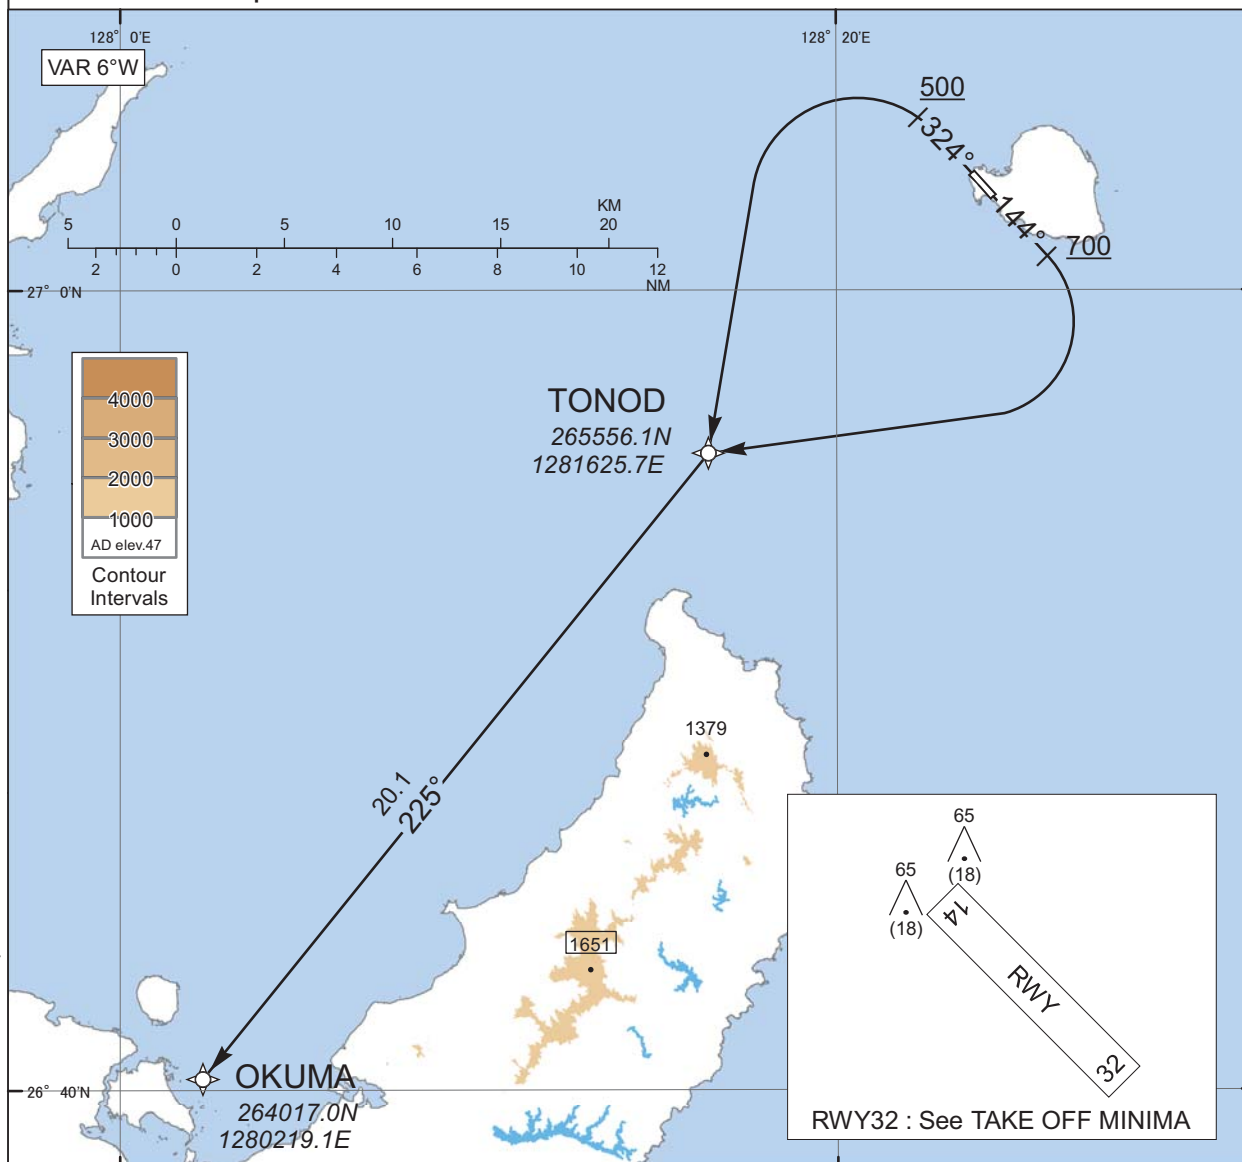 128° 0'E
128° 20'E
VAR 6°W
500
324°
144°
700
KM
5 0 5 10 15 20
2 0 2 4 6 8 10 12
NM
27° 0'N
4000
3000
2000
1000
AD elev.47
Contour
Intervals
TONOD
265556.1N
1281625.7E
20.1
225°
1379
1651
OKUMA
264017.0N
1280219.1E
26° 40'N
65
(18)
65
(18)
14
RWY
32
RWY32 : See TAKE OFF MINIMA